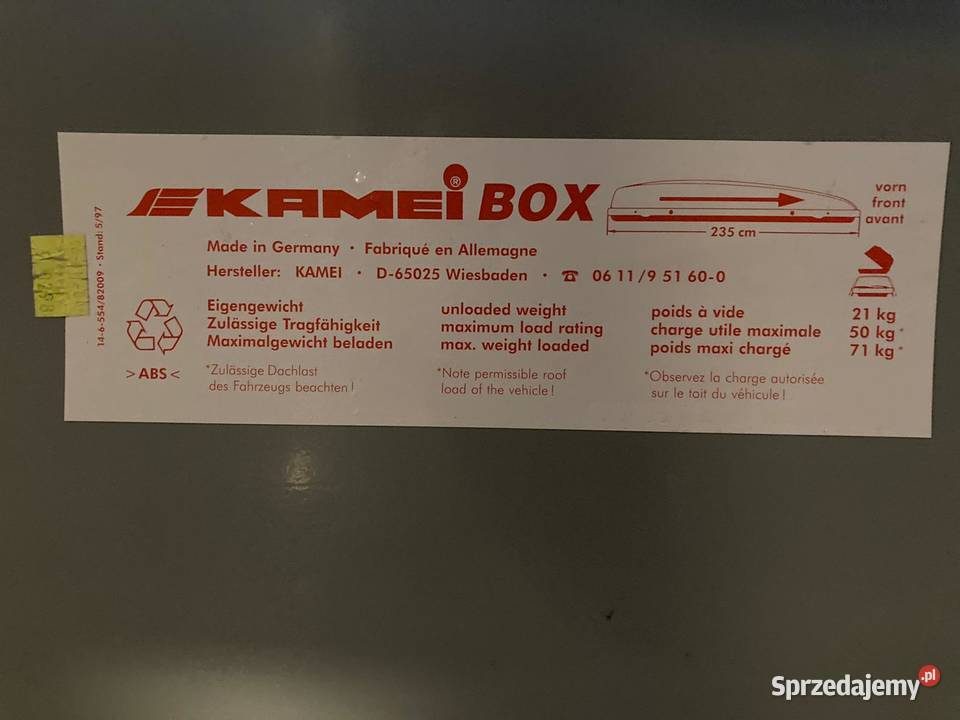 KAMEI® BOX
235 cm
vorn
front
avant
Made in Germany · Fabriqué en Allemagne
Hersteller: KAMEI · D-65025 Wiesbaden · ☎ 06 11/9 51 60-0
Eigengewicht unloaded weight poids à vide 21 kg
Zulässige Tragfähigkeit maximum load rating charge utile maximale 50 kg*
Maximalgewicht beladen max. weight loaded poids maxi chargé 71 kg*
>ABS<
*Zulässige Dachlast
des Fahrzeugs beachten!
*Note permissible roof
load of the vehicle!
*Observez la charge autorisée
sur le toit du véhicule!
14-6-554/82009 · Stand: 5/97
Sprzedajemy.pl